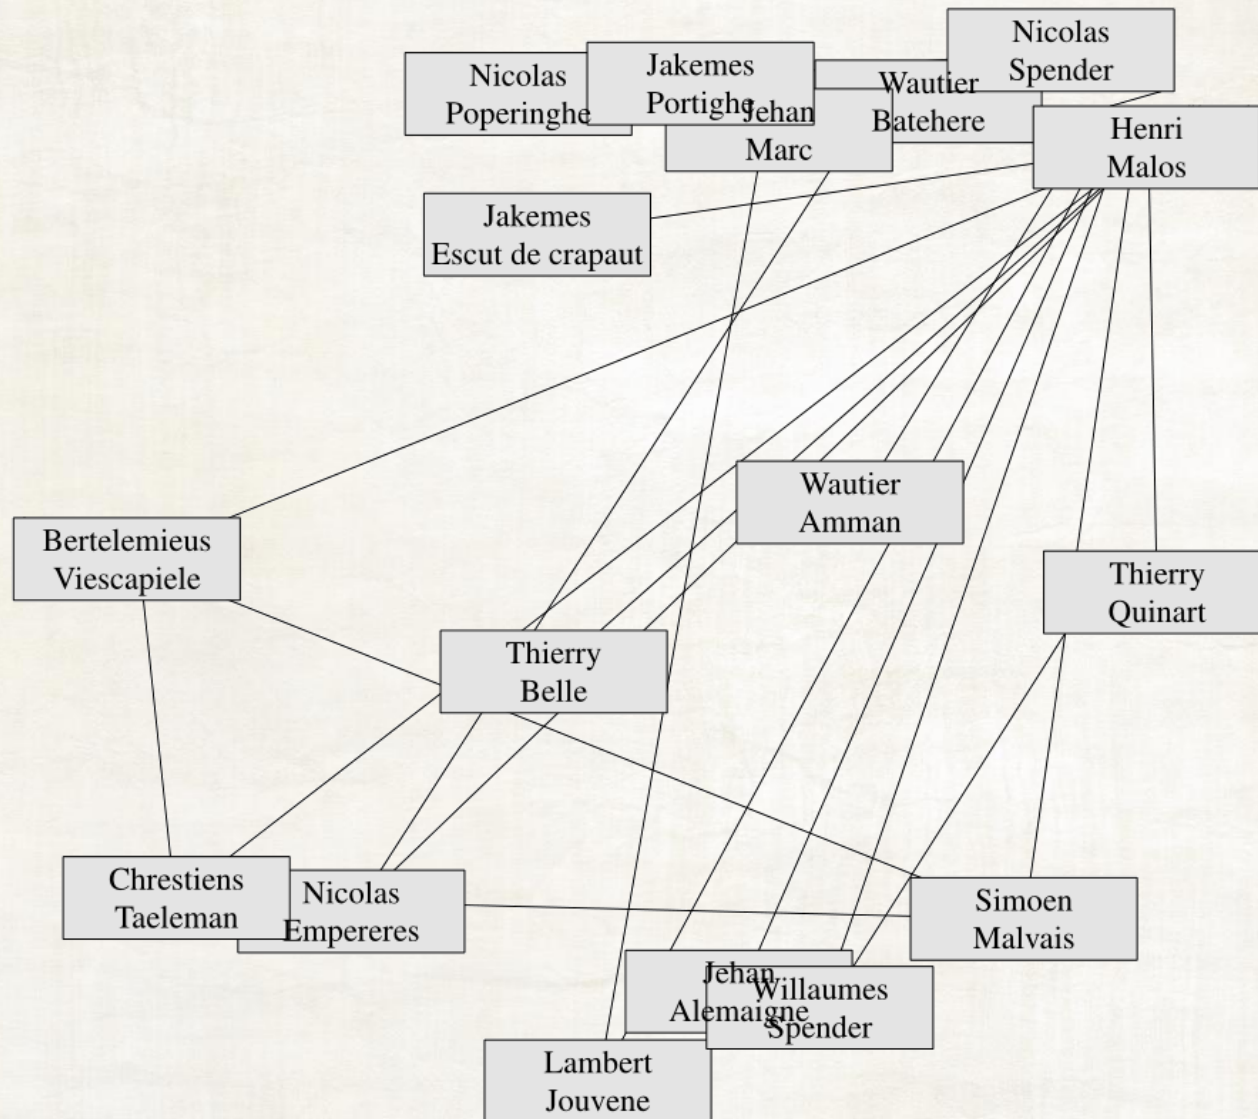 Nicolas
Spender
Nicolas
Poperinghe
Jakemes
Portighe
Wautier
Batehere
Jehan
Marc
Henri
Malos
Jakemes
Escut de crapaut
Wautier
Amman
Bertelemieus
Viescapiele
Thierry
Quinart
Thierry
Belle
Chrestiens
Taeleman
Nicolas
Empereres
Simoen
Malvais
Jehan
Alemaigne
Willaumes
Spender
Lambert
Jouvene